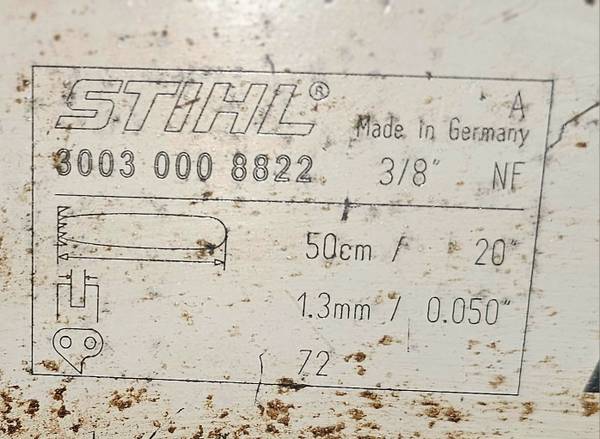 STIHL®
A
Made in Germany
3003 000 8822 3/8" NF
50cm / 20"
1.3mm / 0.050"
72